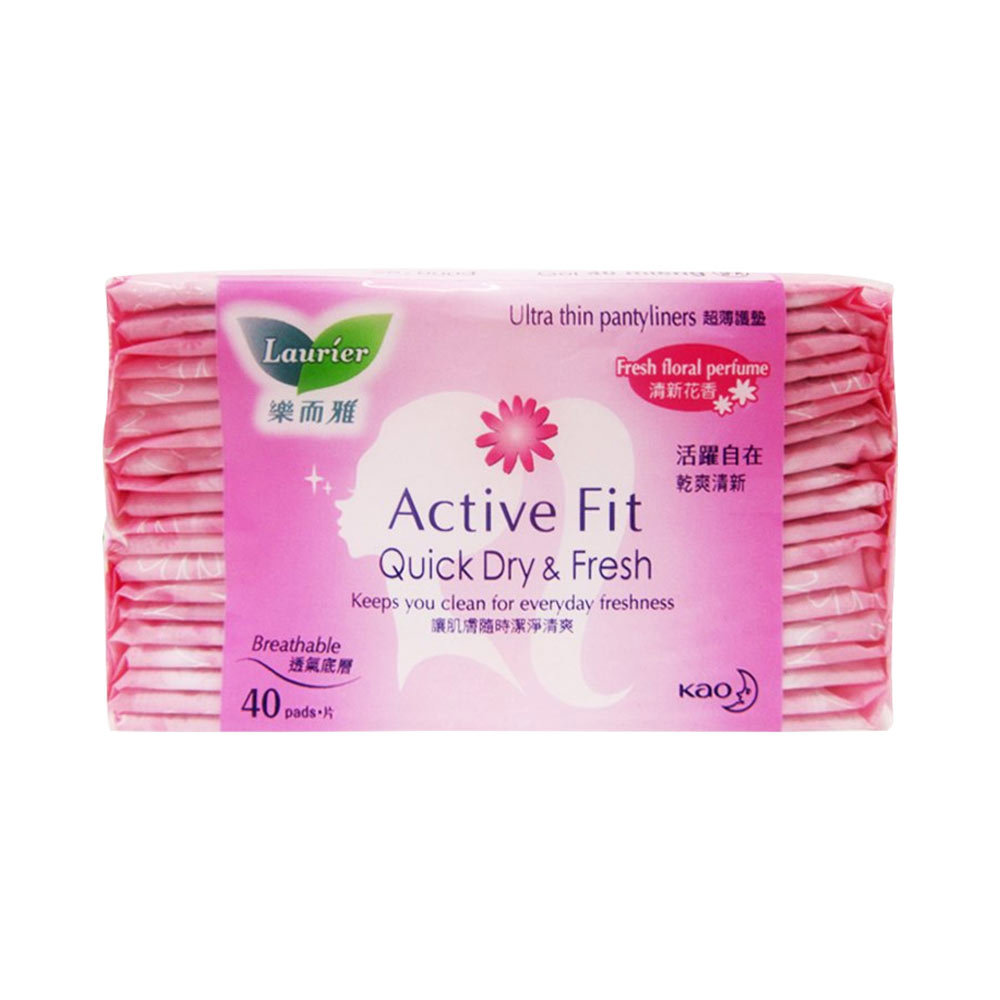 Laurier
樂而雅
Ultra thin pantyliners 超薄護墊
Fresh floral perfume
清新花香
活躍自在
乾爽清新
Active Fit
Quick Dry & Fresh
Keeps you clean for everyday freshness
讓肌膚隨時潔淨清爽
Breathable
透氣底層
40 pads•片
Kao